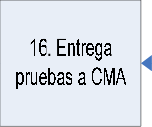 16. Entrega
pruebas a CMA